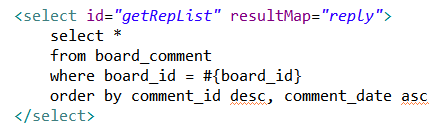 <select id="getRepList" resultMap="reply">
select *
from board_comment
where board_id = #{board_id}
order by comment_id desc, comment_date asc
</select>